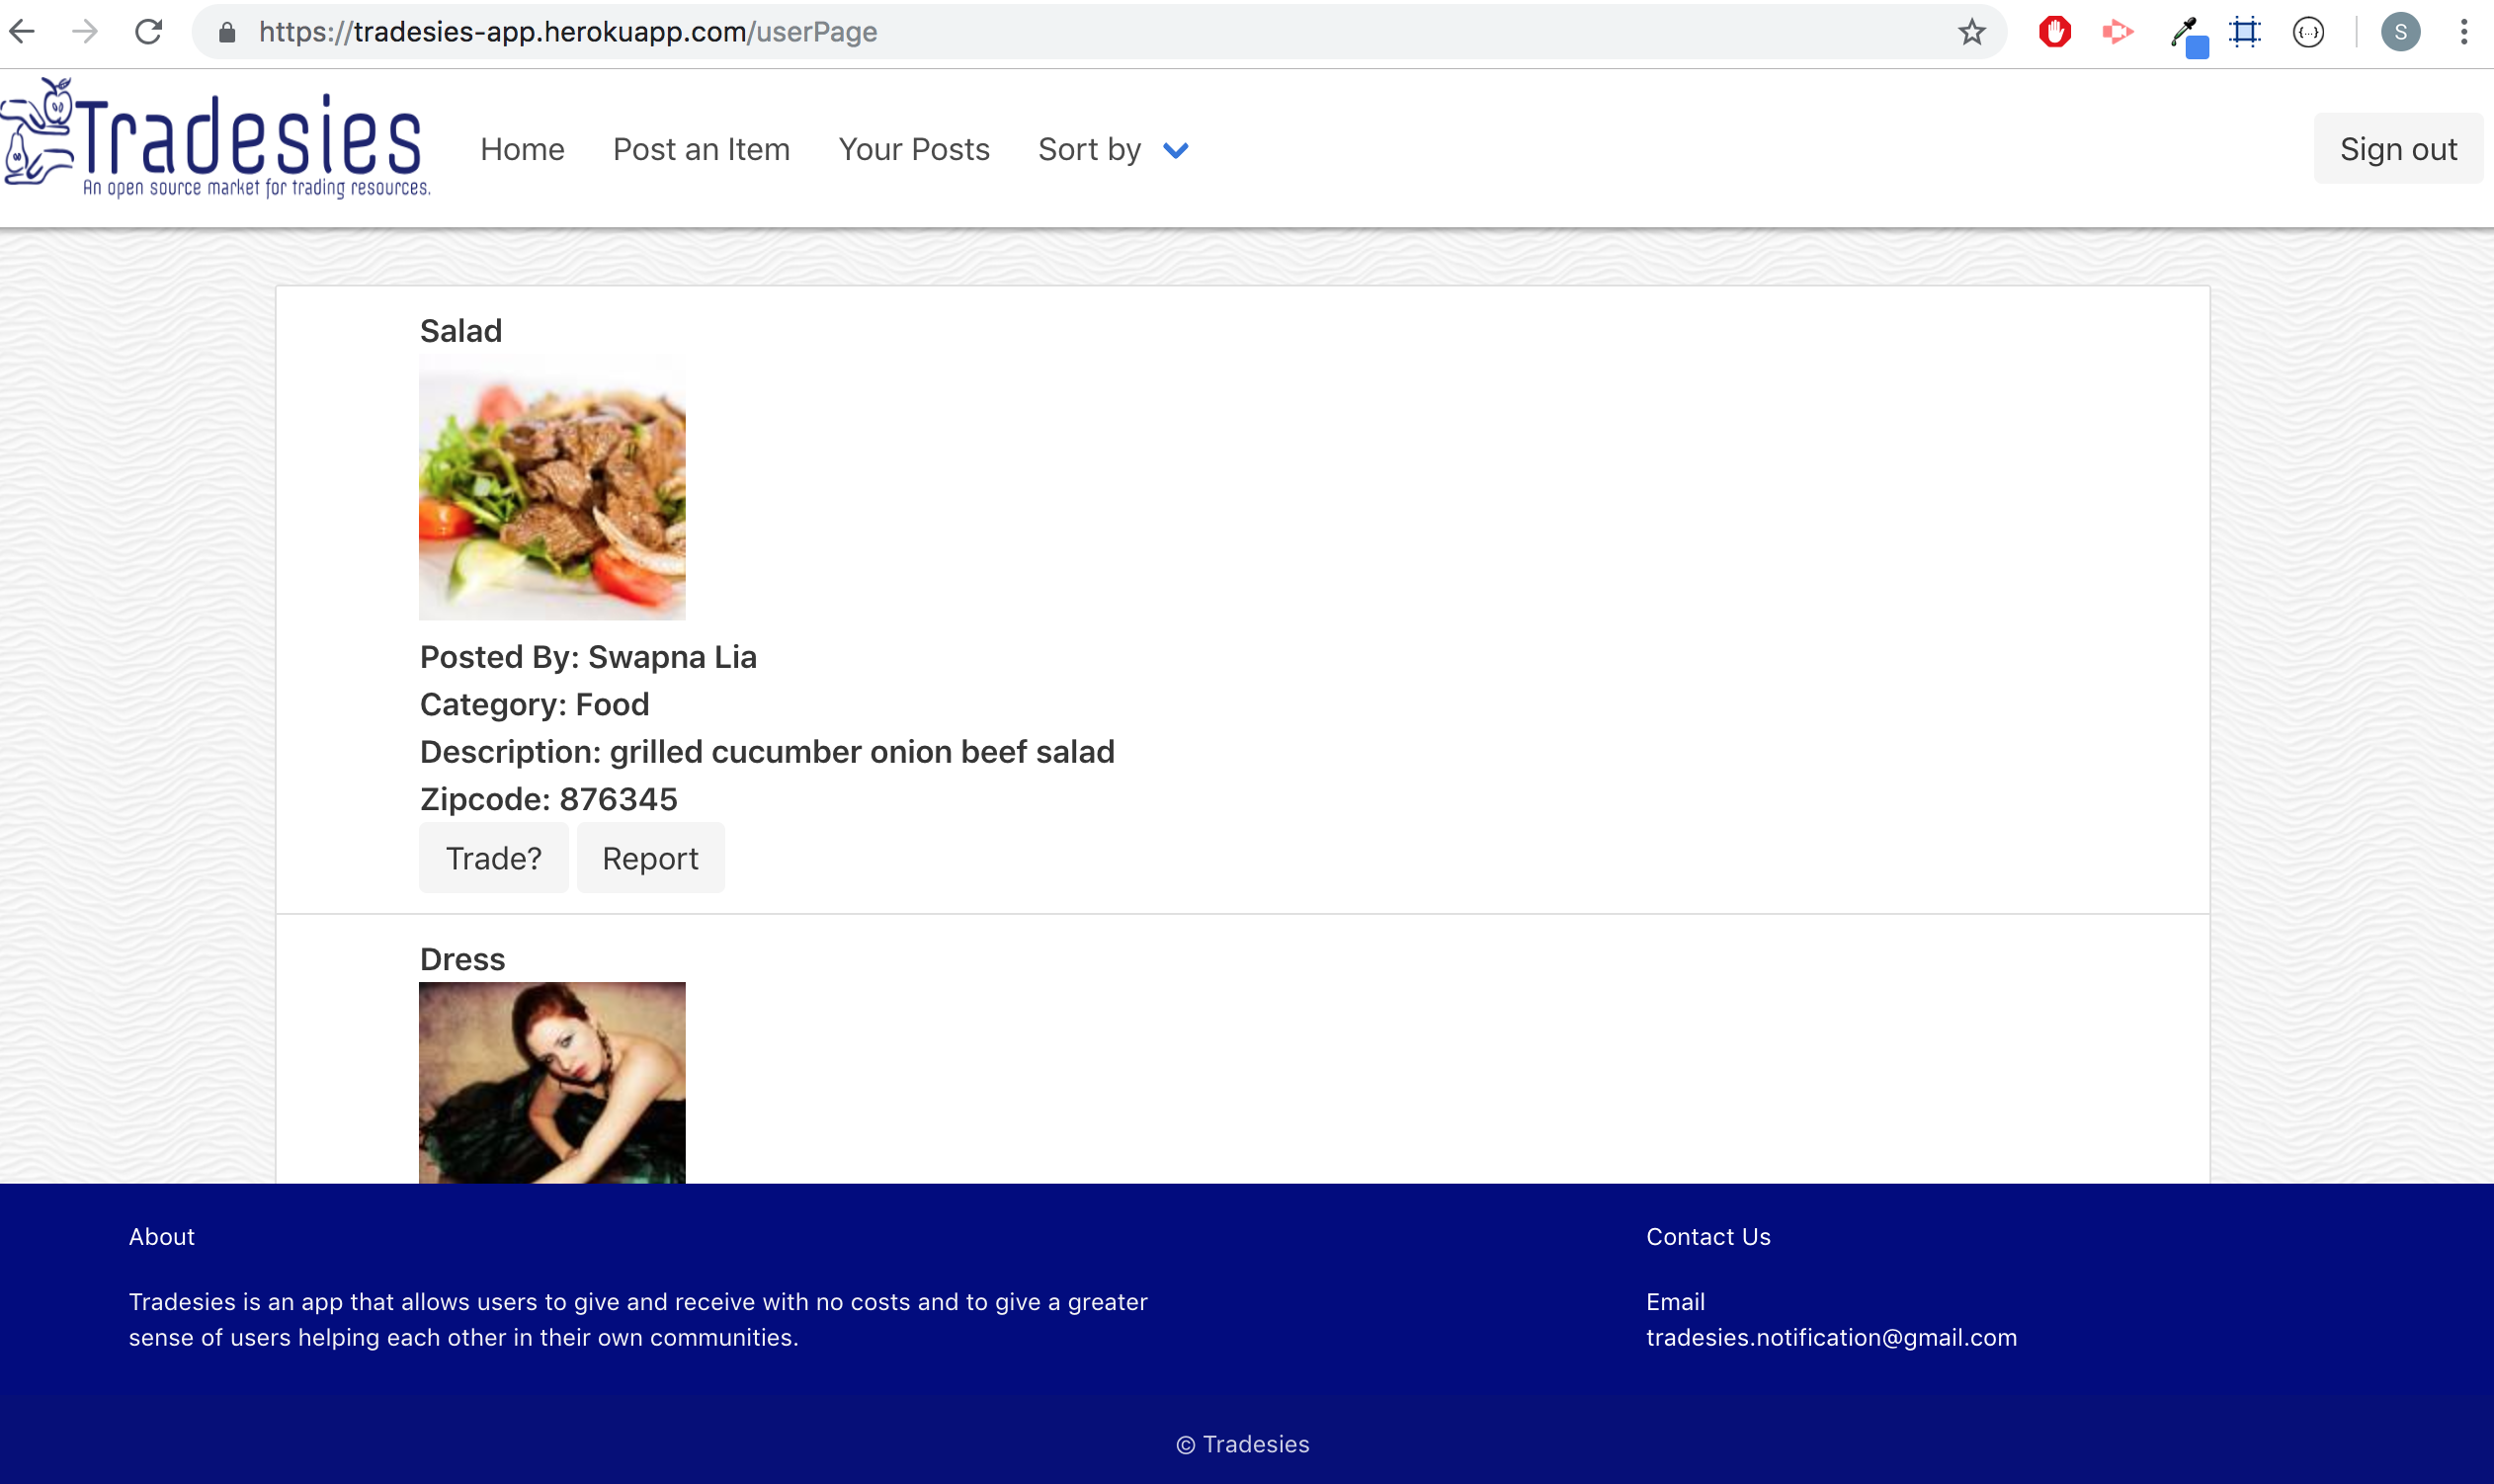 https://tradesies-app.herokuapp.com/userPage
S
Tradesies
An open source market for trading resources.
Home
Post an Item
Your Posts
Sort by
Sign out
Salad
Posted By: Swapna Lia
Category: Food
Description: grilled cucumber onion beef salad
Zipcode: 876345
Trade?
Report
Dress
About
Tradesies is an app that allows users to give and receive with no costs and to give a greater
sense of users helping each other in their own communities.
Contact Us
Email
tradesies.notification@gmail.com
© Tradesies